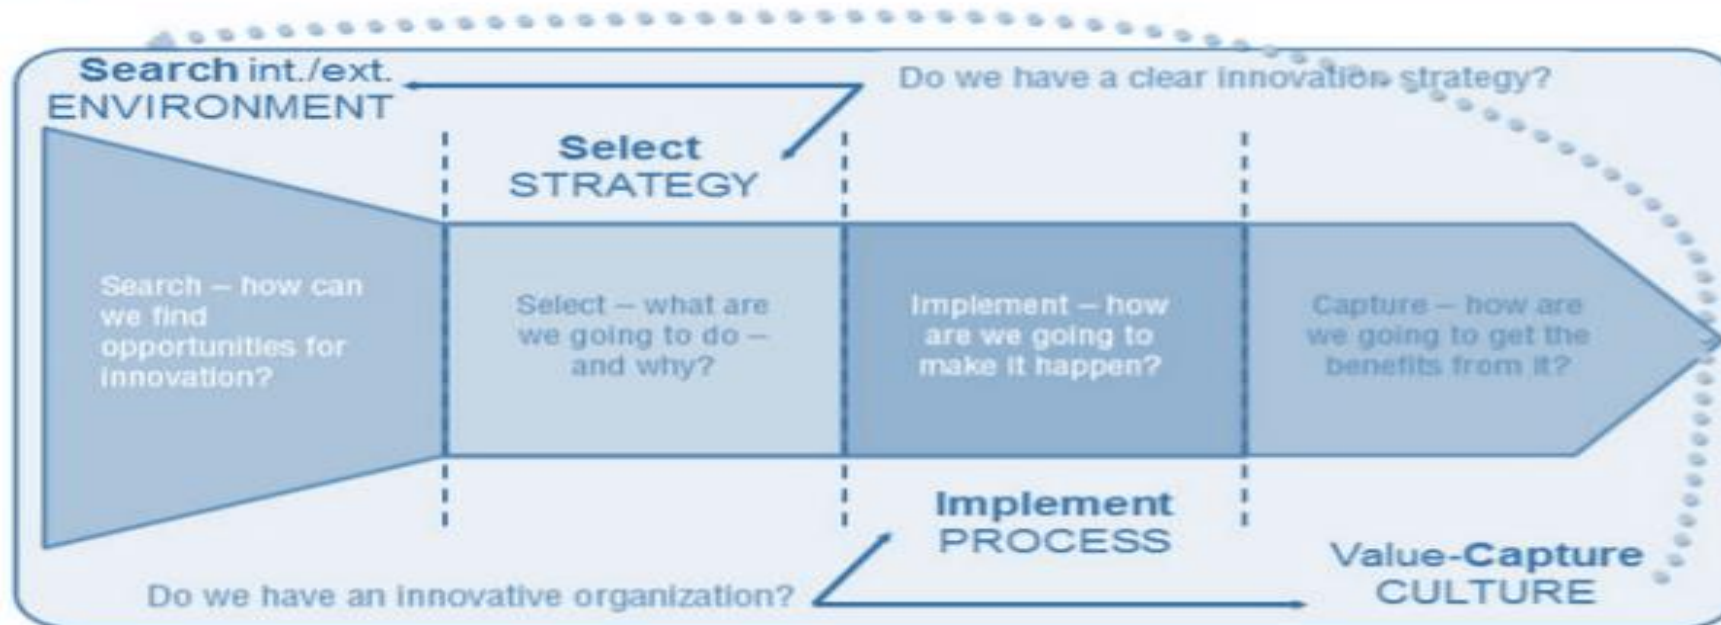 Search int./ext.
ENVIRONMENT
Do we have a clear innovation strategy?
Select
STRATEGY
Search – how can
we find
opportunities for
innovation?
Select – what are
we going to do –
and why?
Implement – how
are we going to
make it happen?
Capture – how are
we going to get the
benefits from it?
Implement
PROCESS
Do we have an innovative organization?
Value-Capture
CULTURE